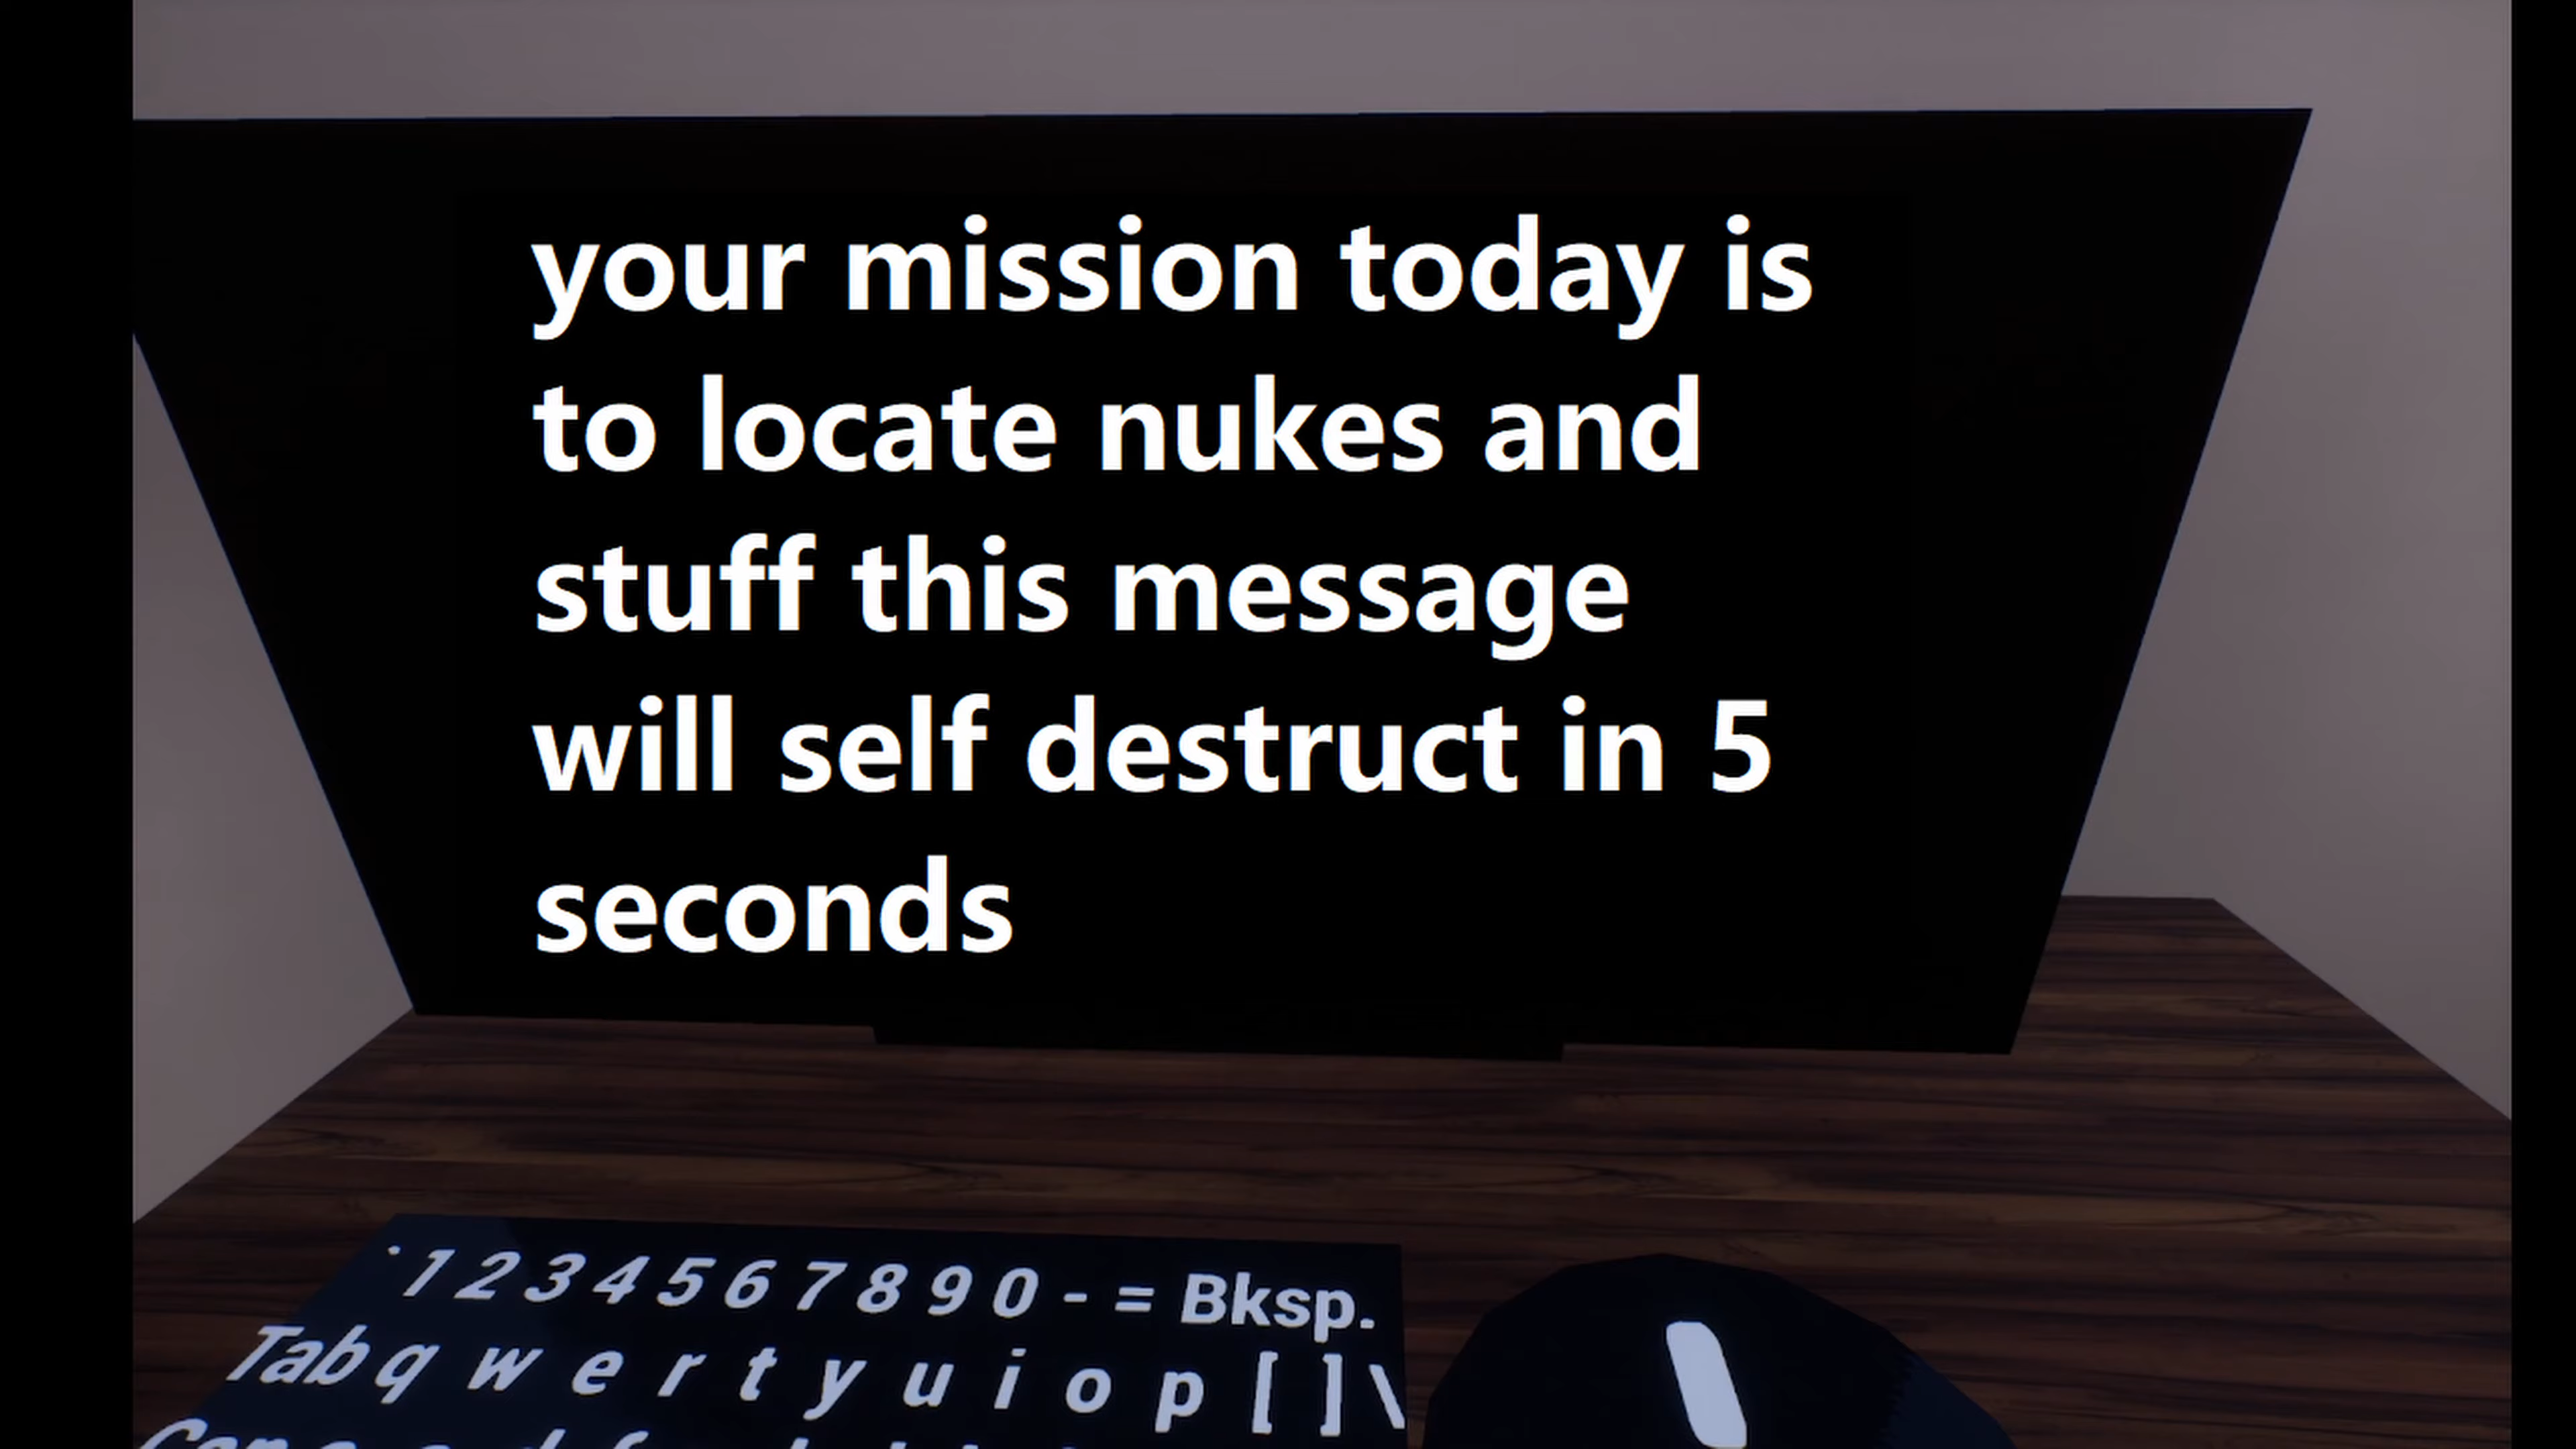 your mission today is
to locate nukes and
stuff this message
will self destruct in 5
seconds
` 1 2 3 4 5 6 7 8 9 0 - = Bksp.
Tab q w e r t y u i o p [ ] \